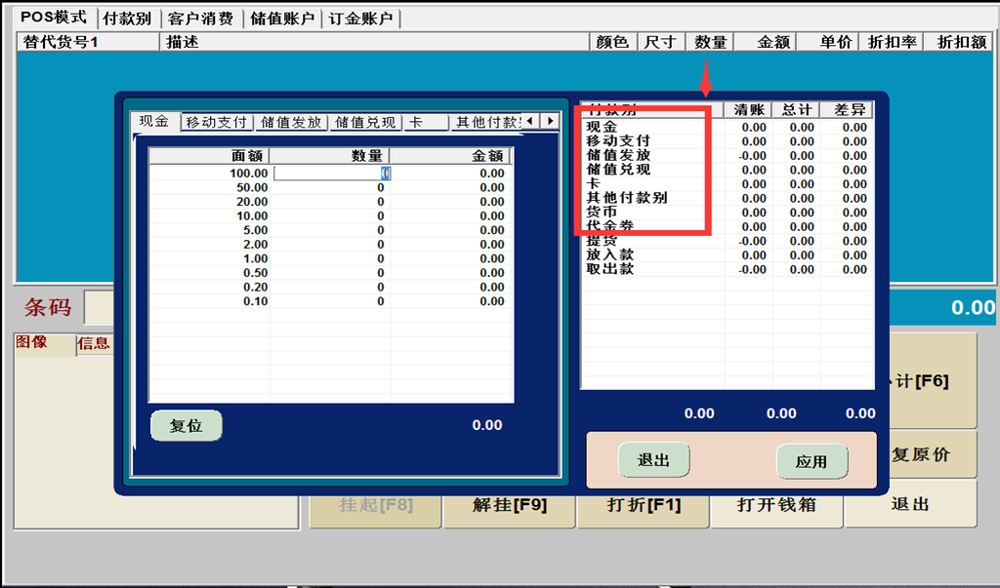 POS模式 付款别 客户消费 储值账户 订金账户
替代货号1 描述 颜色 尺寸 数量 金额 单价 折扣率 折扣额
现金 移动支付 储值发放 储值兑现 卡 其他付款
面额 数量 金额
100.00 0 0.00
50.00 0 0.00
20.00 0 0.00
10.00 0 0.00
5.00 0 0.00
2.00 0 0.00
1.00 0 0.00
0.50 0 0.00
0.20 0 0.00
0.10 0 0.00
复位 0.00
付款别 清账 总计 差异
现金 0.00 0.00 0.00
移动支付 0.00 0.00 0.00
储值发放 -0.00 0.00 0.00
储值兑现 0.00 0.00 0.00
卡 0.00 0.00 0.00
其他付款别 0.00 0.00 0.00
货币 0.00 0.00 0.00
代金券 0.00 0.00 0.00
提货 -0.00 0.00 0.00
放入款 0.00 0.00 0.00
取出款 -0.00 0.00 0.00
0.00 0.00 0.00
退出 应用
条码 0.00
图像 信息
计[F6]
复原价
挂起[F8] 解挂[F9] 打折[F1] 打开钱箱 退出